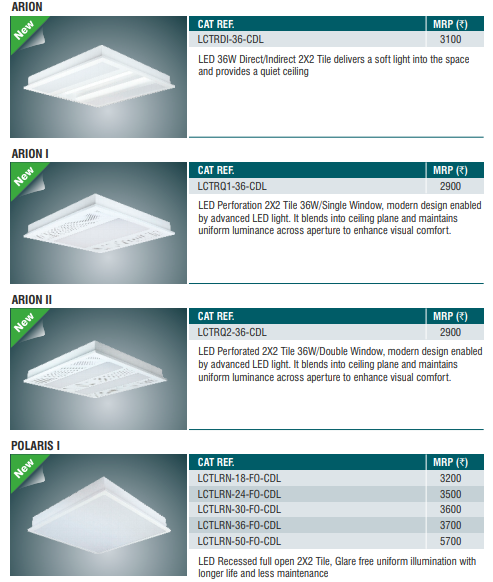 ARION
New
CAT REF. MRP (₹)
LCTRDI-36-CDL 3100
LED 36W Direct/Indirect 2X2 Tile delivers a soft light into the space
and provides a quiet ceiling
ARION I
New
CAT REF. MRP (₹)
LCTRQ1-36-CDL 2900
LED Perforation 2X2 Tile 36W/Single Window, modern design enabled
by advanced LED light. It blends into ceiling plane and maintains
uniform luminance across aperture to enhance visual comfort.
ARION II
New
CAT REF. MRP (₹)
LCTRQ2-36-CDL 2900
LED Perforated 2X2 Tile 36W/Double Window, modern design enabled
by advanced LED light. It blends into ceiling plane and maintains
uniform luminance across aperture to enhance visual comfort.
POLARIS I
New
CAT REF. MRP (₹)
LCTLRN-18-FO-CDL 3200
LCTLRN-24-FO-CDL 3500
LCTLRN-30-FO-CDL 3600
LCTLRN-36-FO-CDL 3700
LCTLRN-50-FO-CDL 5700
LED Recessed full open 2X2 Tile, Glare free uniform illumination with
longer life and less maintenance